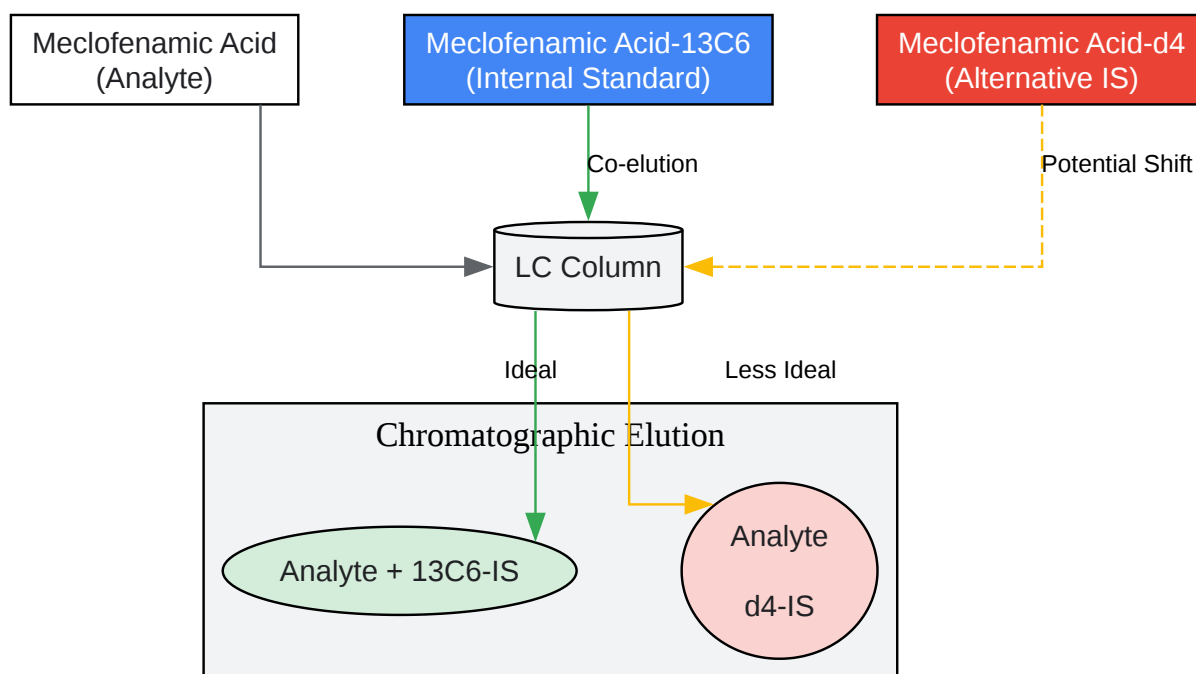 Meclofenamic Acid
(Analyte)
Meclofenamic Acid-13C6
(Internal Standard)
Meclofenamic Acid-d4
(Alternative IS)
Co-elution
Potential Shift
LC Column
Ideal
Less Ideal
Chromatographic Elution
Analyte + 13C6-IS
Analyte
d4-IS